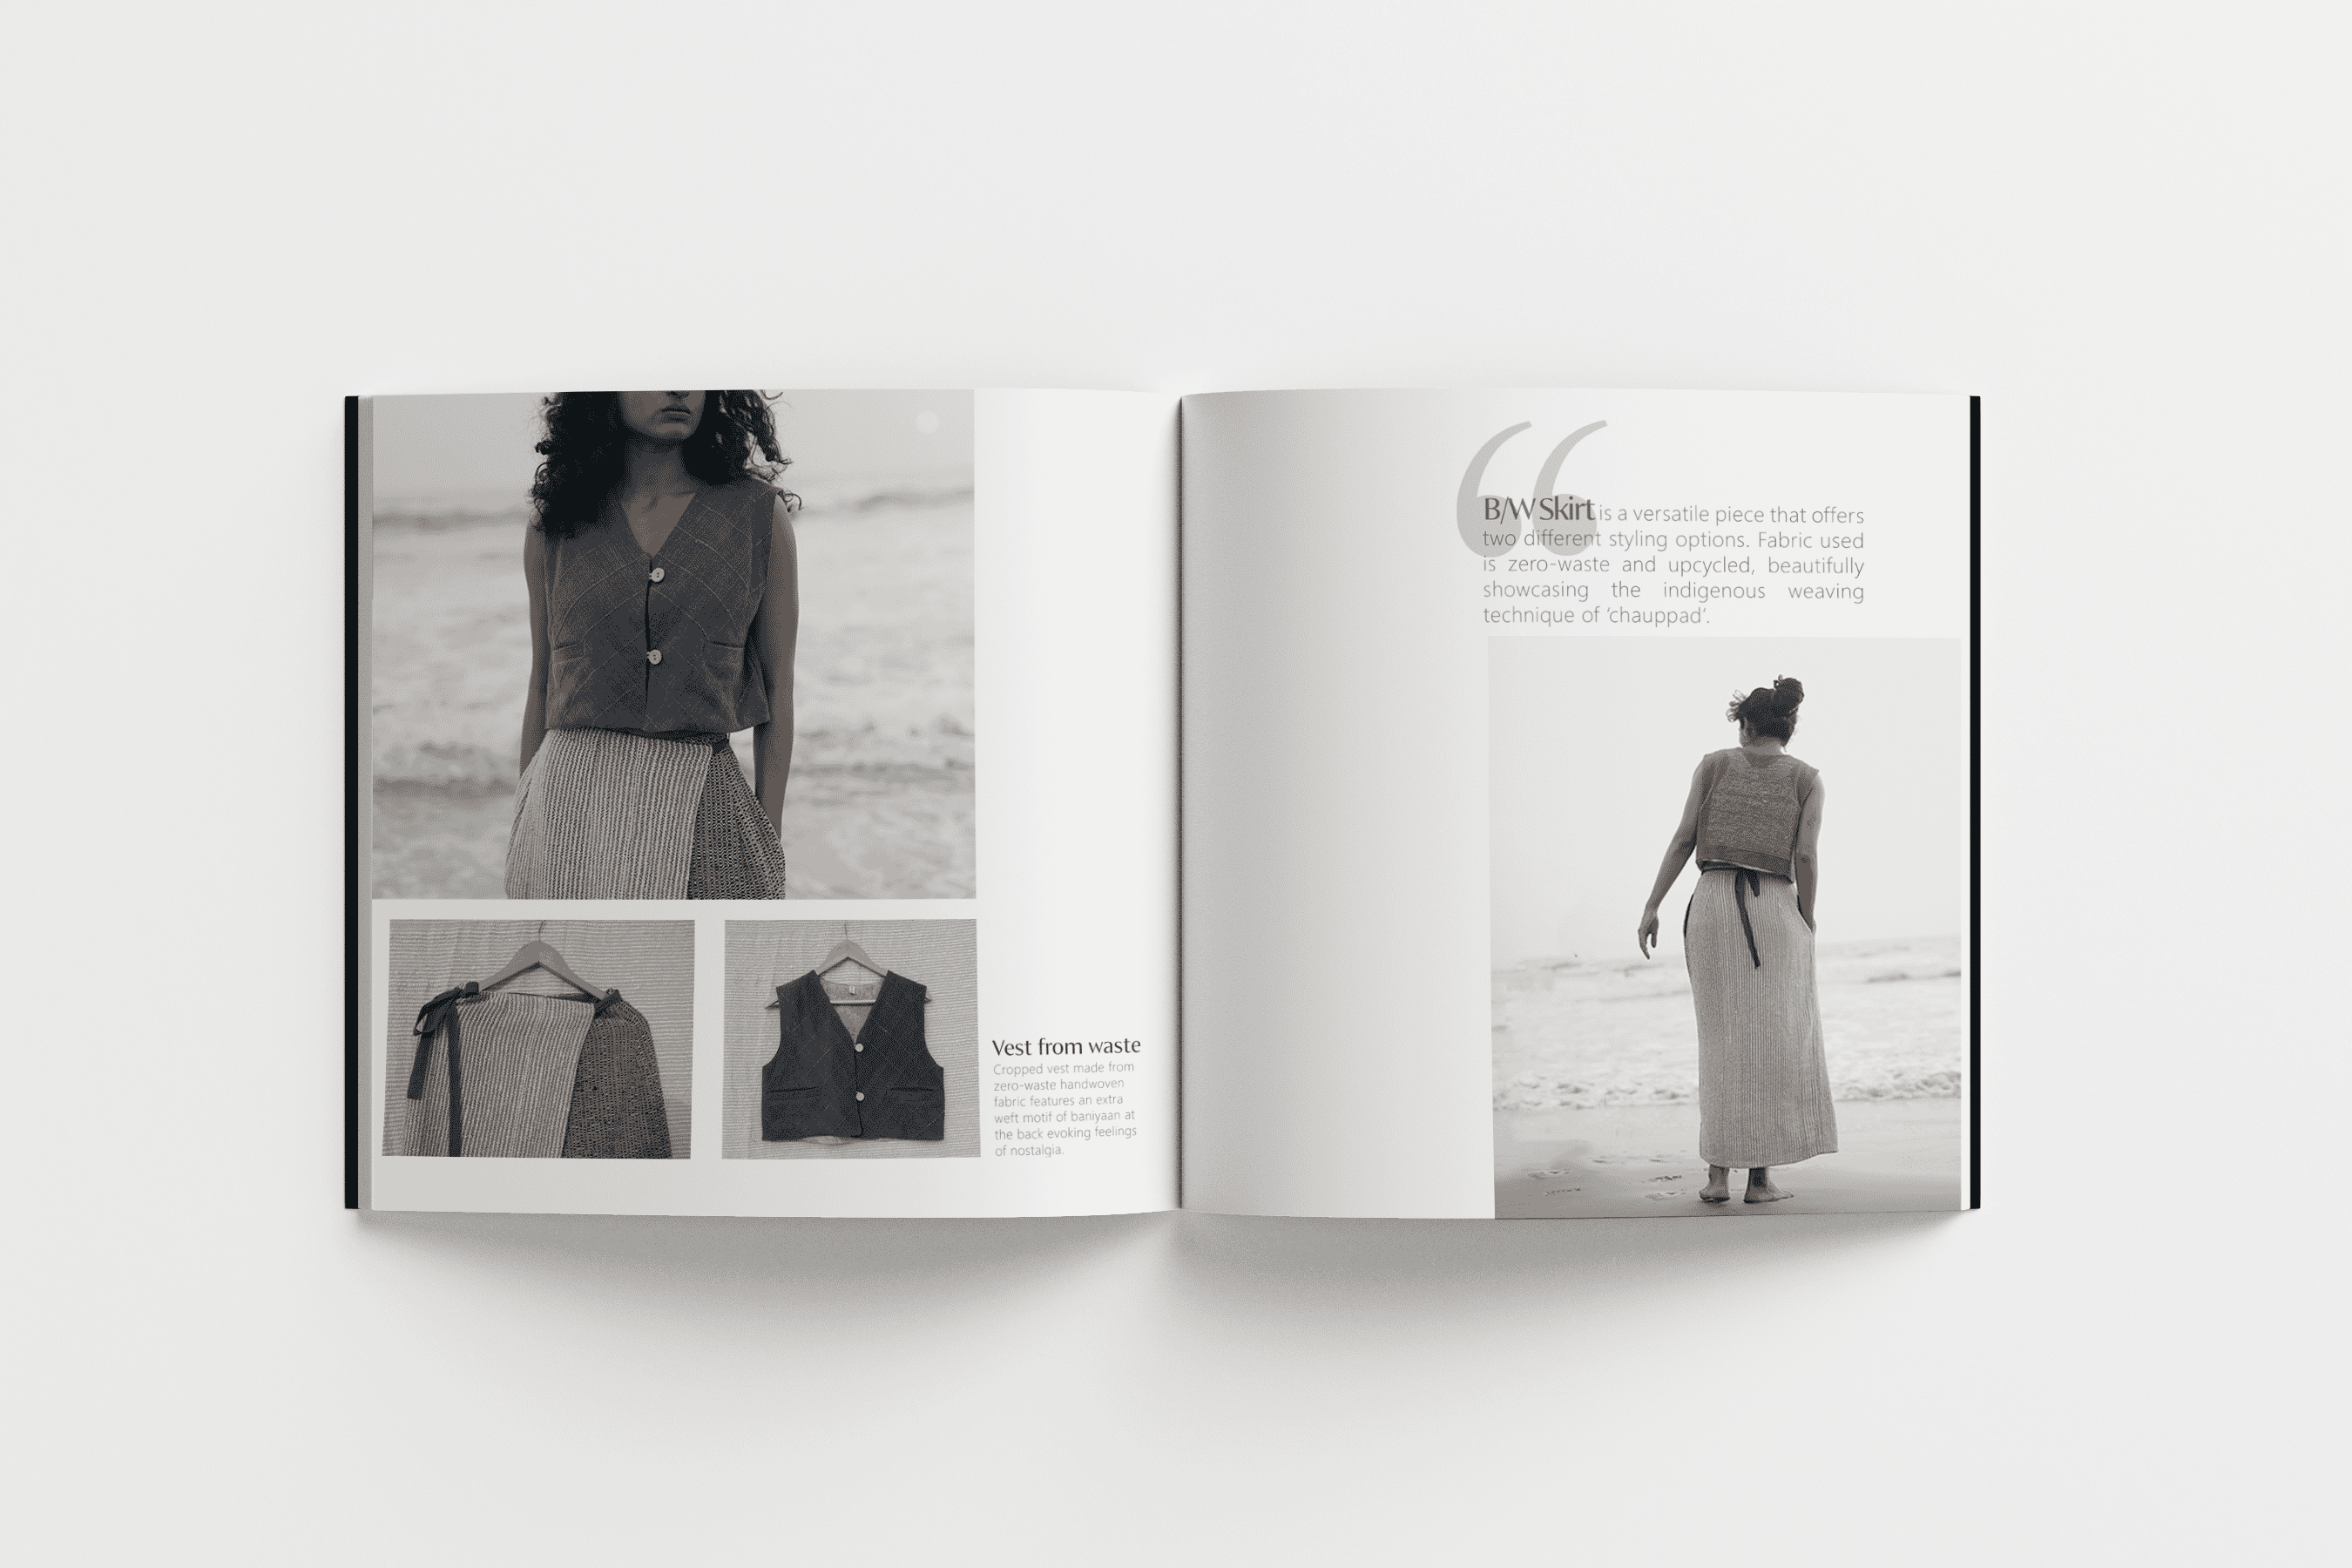 Vest from waste
Cropped vest made from
zero-waste handwoven
fabric features an extra
weft motif of baniyaan at
the back evoking feelings
of nostalgia.
“
B/W Skirt is a versatile piece that offers
two different styling options. Fabric used
is zero-waste and upcycled, beautifully
showcasing the indigenous weaving
technique of ‘chauppad’.